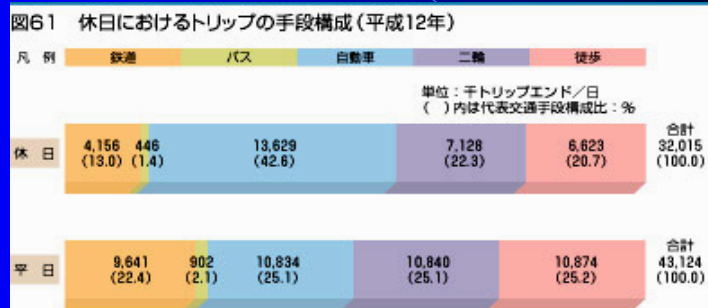 図61 休日におけるトリップの手段構成(平成12年)
凡 例 鉄道 バス 自動車 二輪 徒歩
単位:千トリップエンド/日
( )内は代表交通手段構成比:%
休 日 4,156 446 13,629 7,128 6,623 合計 32,015
(13.0) (1.4) (42.6) (22.3) (20.7) (100.0)
平 日 9,641 902 10,834 10,840 10,874 合計 43,124
(22.4) (2.1) (25.1) (25.1) (25.2) (100.0)